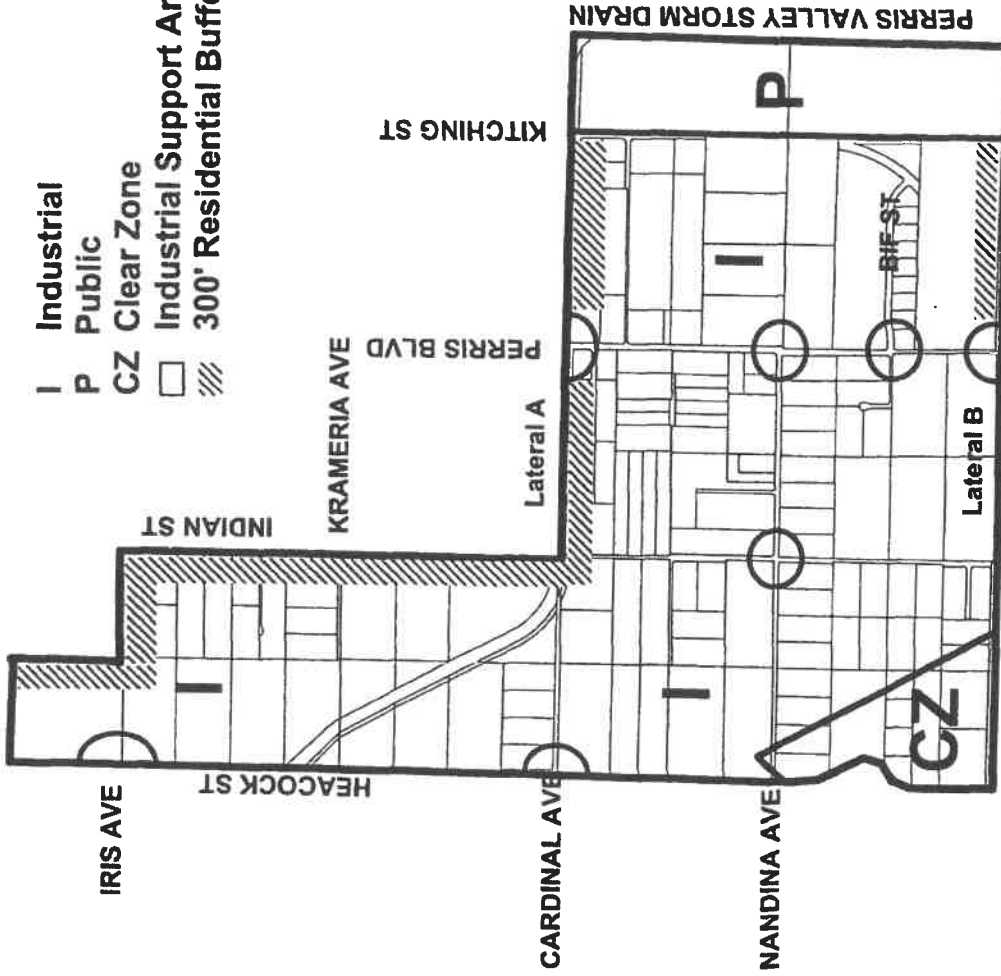 I Industrial
P Public
CZ Clear Zone
Industrial Support Ar
300' Residential Buffe
IRIS AVE
HEACOCK ST
INDIAN ST
KRAMERIA AVE
PERRIS BLVD
Lateral A
KITCHING ST
PERRIS VALLEY STORM DRAIN
CARDINAL AVE
NANDINA AVE
I
I
I
P
BIF ST
CZ
Lateral B